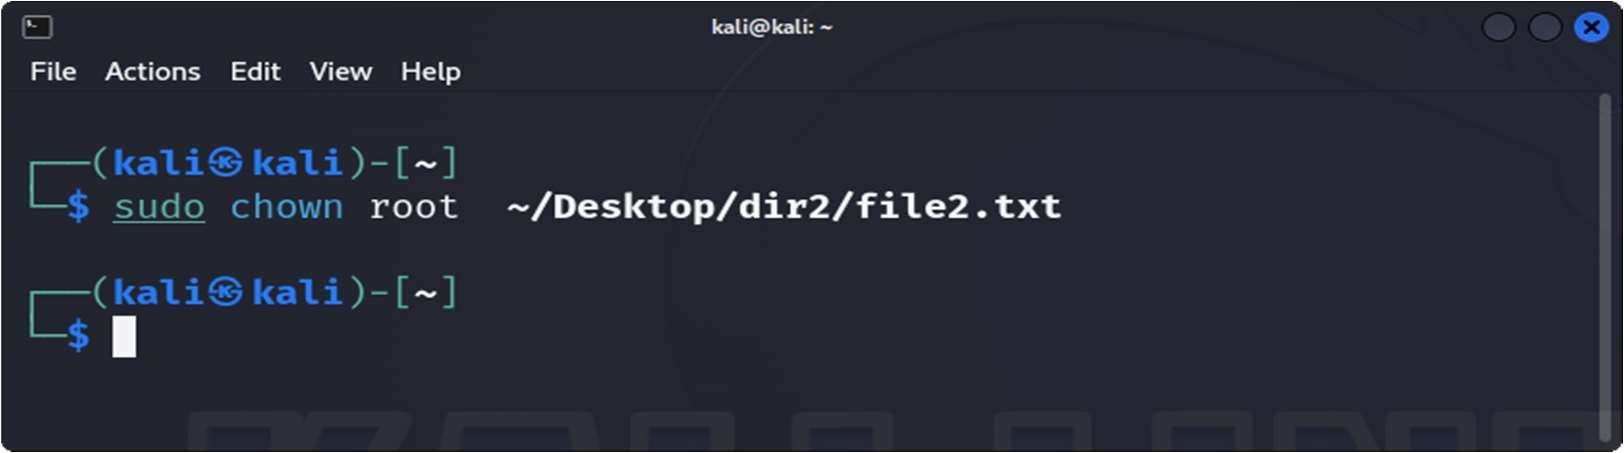 kali@kali: ~
File Actions Edit View Help
┌──(kali㉿kali)-[~]
└─$ sudo chown root  ~/Desktop/dir2/file2.txt
┌──(kali㉿kali)-[~]
└─$